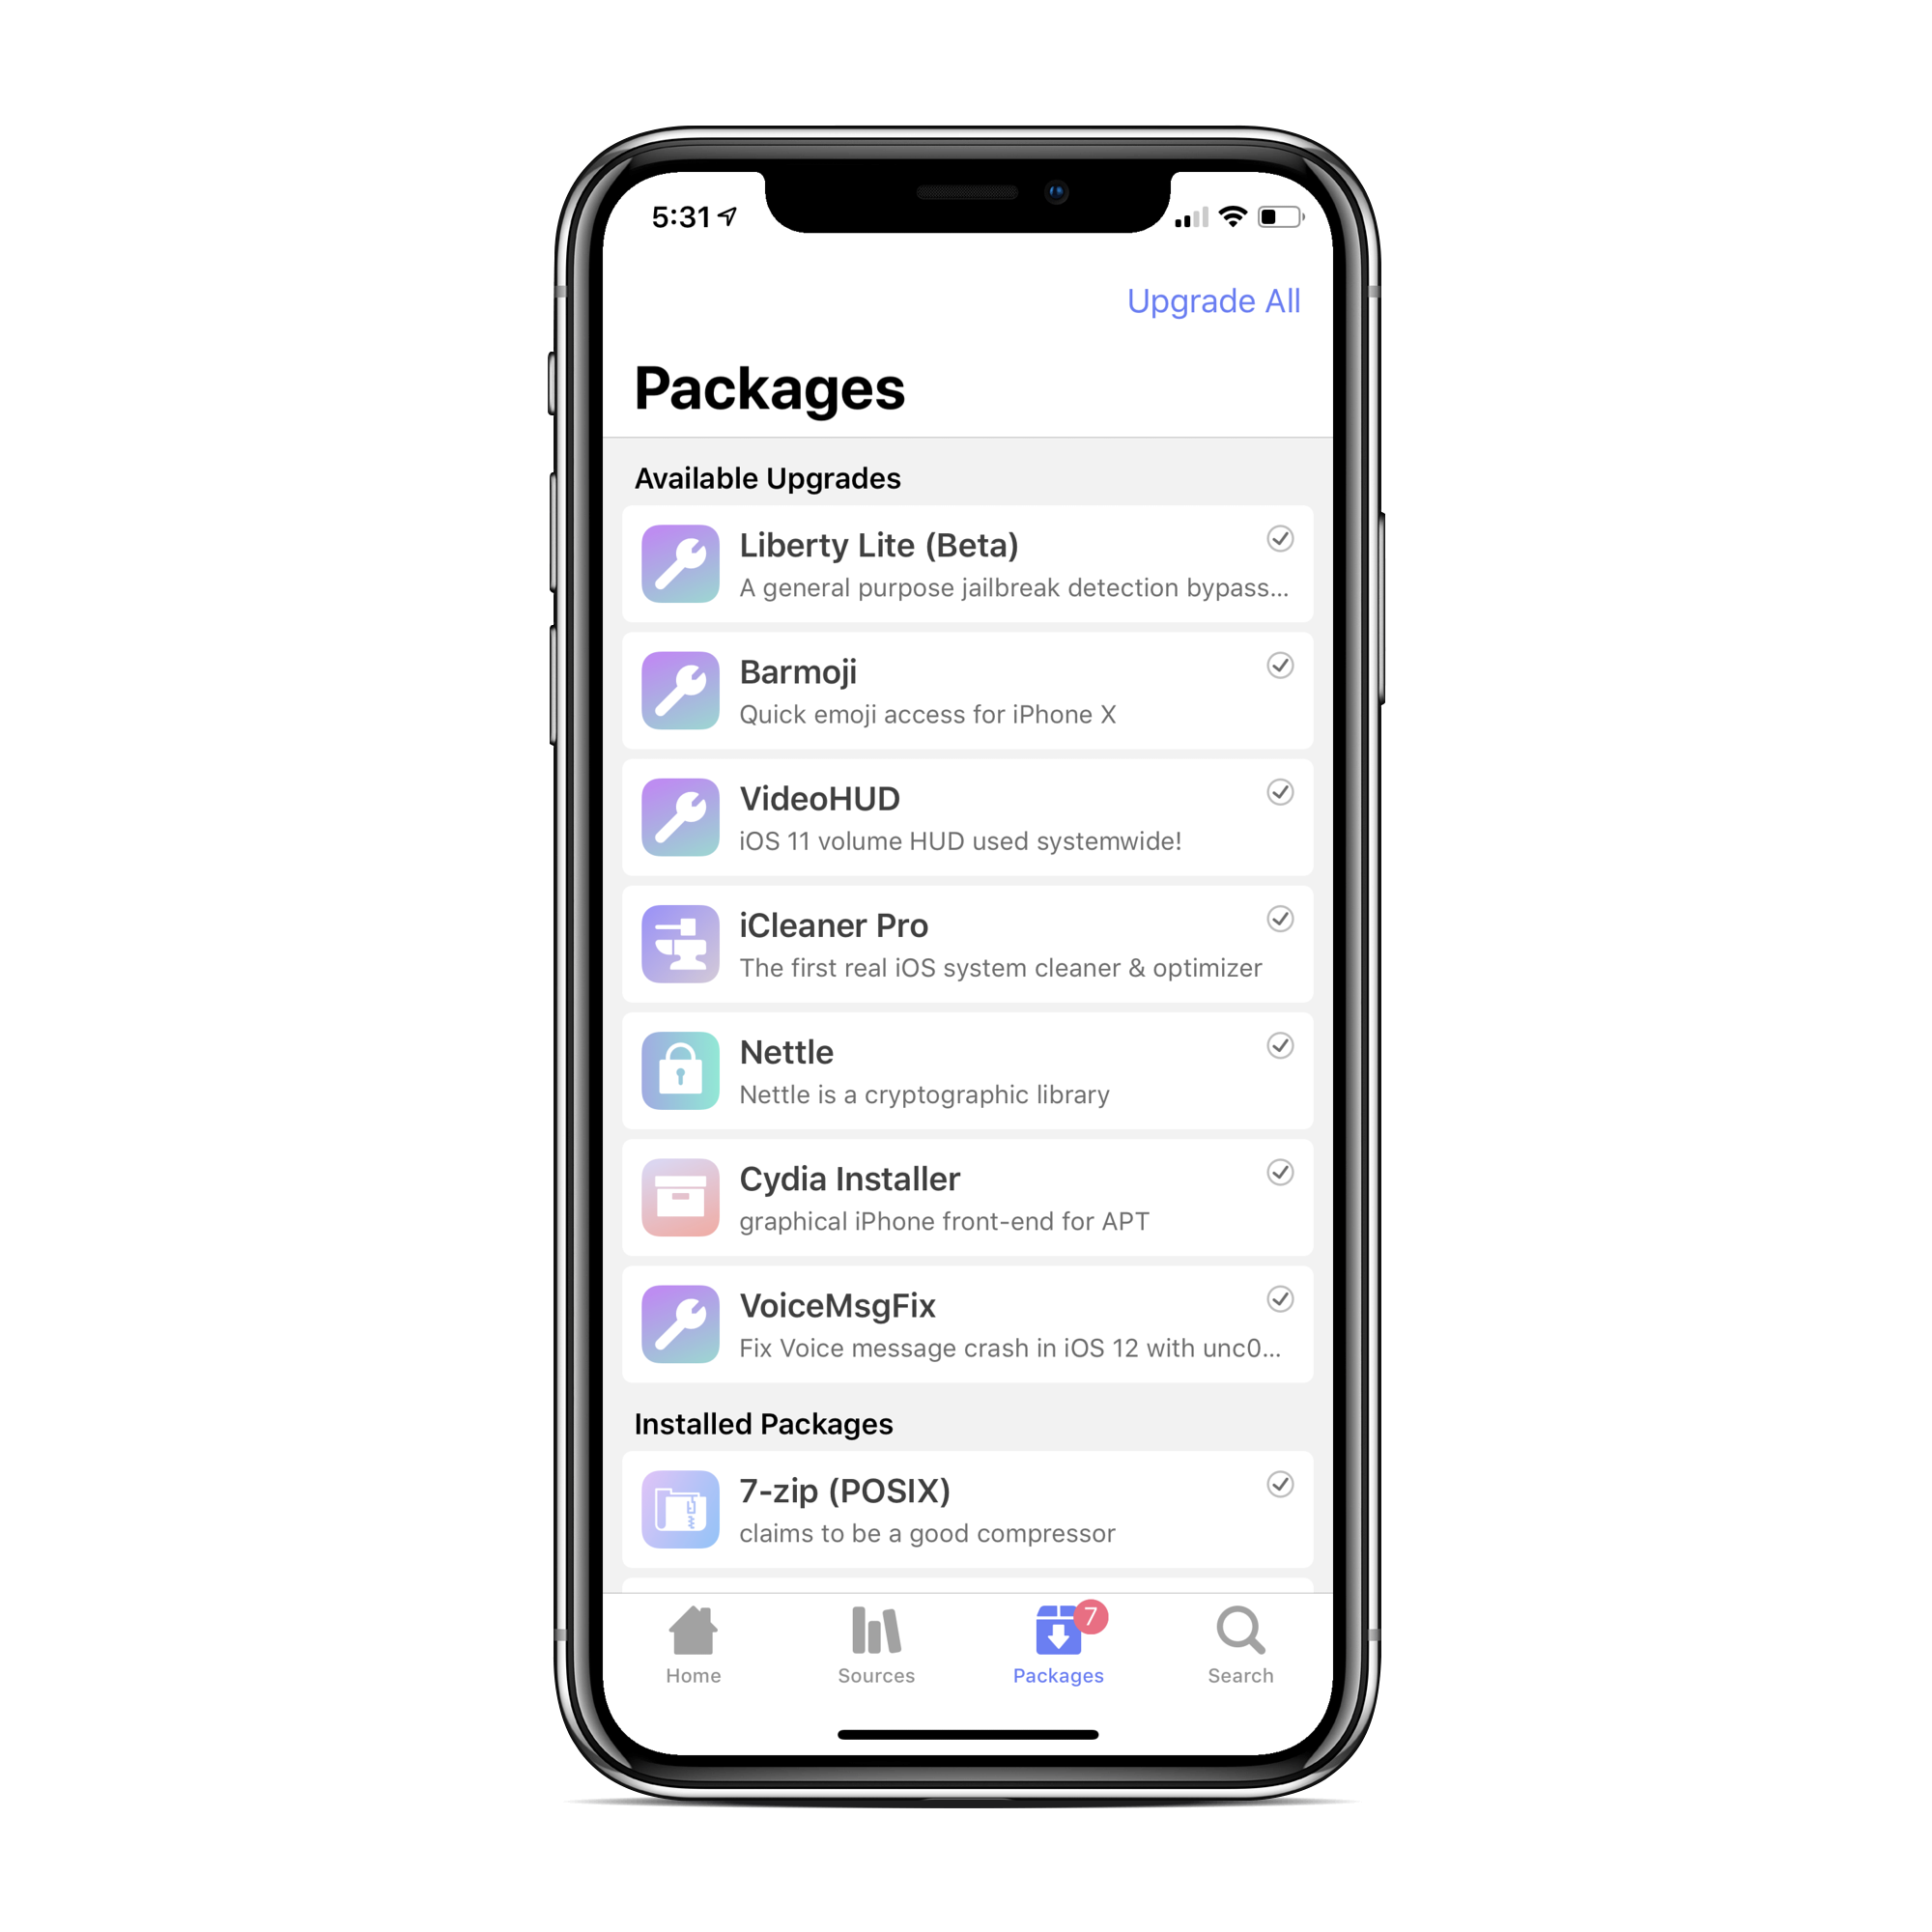 5:31
Upgrade All
Packages
Available Upgrades
Liberty Lite (Beta)
A general purpose jailbreak detection bypass...
Barmoji
Quick emoji access for iPhone X
VideoHUD
iOS 11 volume HUD used systemwide!
iCleaner Pro
The first real iOS system cleaner & optimizer
Nettle
Nettle is a cryptographic library
Cydia Installer
graphical iPhone front-end for APT
VoiceMsgFix
Fix Voice message crash in iOS 12 with unc0...
Installed Packages
7-zip (POSIX)
claims to be a good compressor
7
Home Sources Packages Search